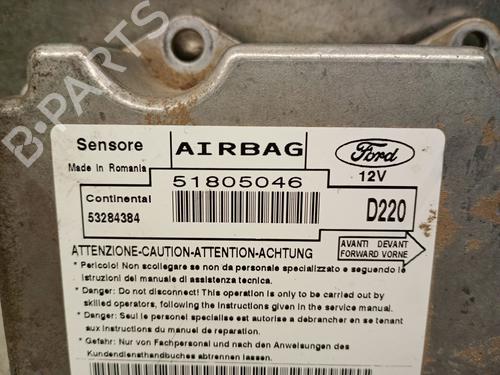 B-PARTS
Sensore
AIRBAG
Ford
Made in Romania
51805046
12V
Continental
53284384
D220
ATTENZIONE-CAUTION-ATTENTION-ACHTUNG
AVANTI DEVANT
FORWARD VORNE
* Pericolo! Non scollegare se non da personale specializzato e seguendo le
istruzioni del manuale di assistenza tecnica.
* Danger: Do not disconnect! This operation is only to be carried out by
skilled operators, following the instructions given in the service manual.
* Danger: Seul le personel specialise est autorise a debrancher en se tenant
aux instructions du manuel de reparation.
* Gefahr: Nur von Fachpersonal und nach den Anweisungen des
Kundendiensthandbuches abtrennen lassen.